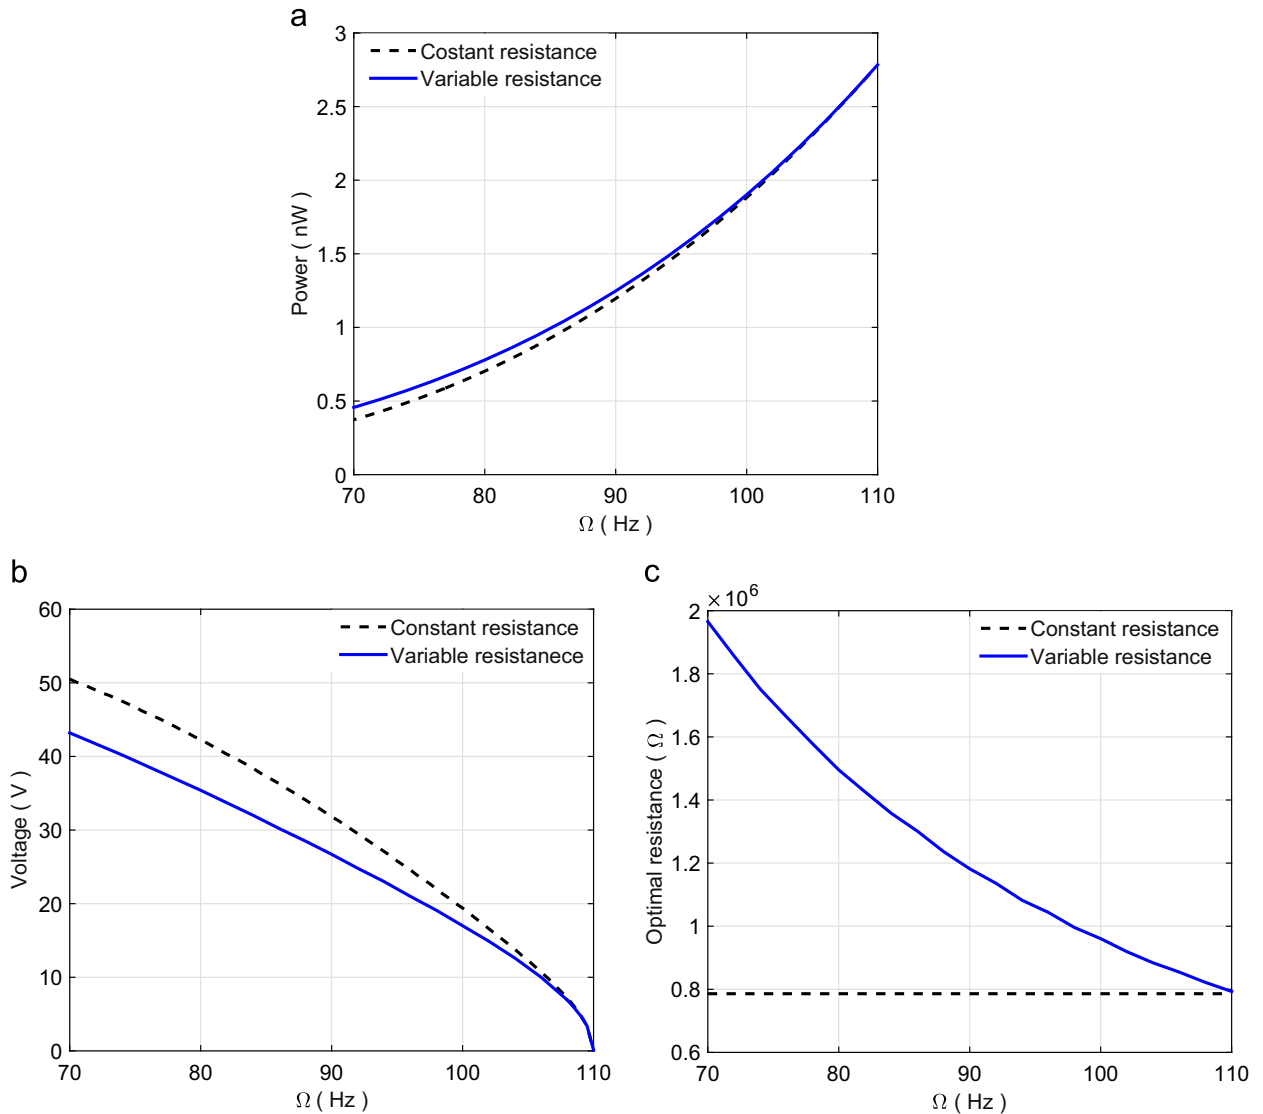 a
3
2.5
2
1.5
1
0.5
0
Costant resistance
Variable resistance
Power ( nW )
70 80 90 100 110
Ω ( Hz )
b
60
50
40
30
20
10
0
Constant resistance
Variable resistanece
Voltage ( V )
70 80 90 100 110
Ω ( Hz )
c
×10⁶
2
1.8
1.6
1.4
1.2
1
0.8
0.6
Constant resistance
Variable resistance
Optimal resistance ( Ω )
70 80 90 100 110
Ω ( Hz )